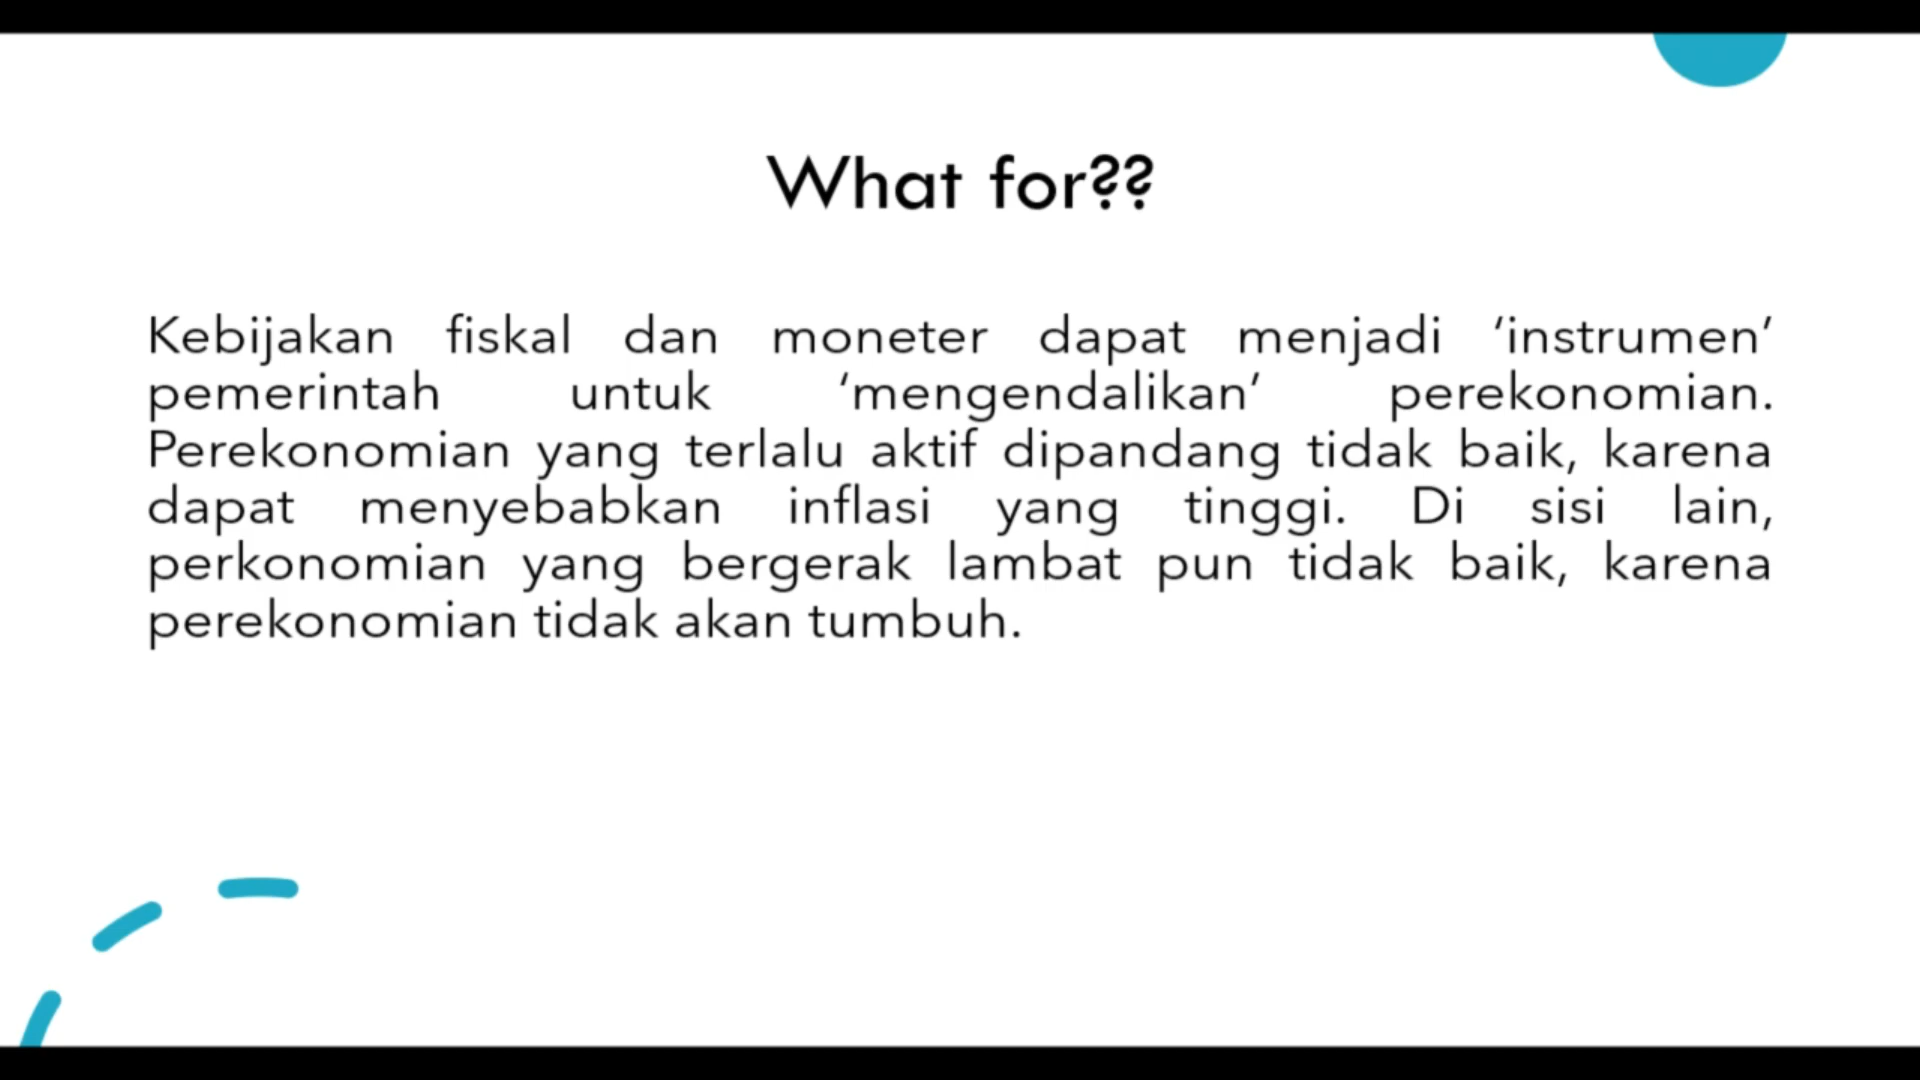 What for??
Kebijakan fiskal dan moneter dapat menjadi ‘instrumen’
pemerintah untuk ‘mengendalikan’ perekonomian.
Perekonomian yang terlalu aktif dipandang tidak baik, karena
dapat menyebabkan inflasi yang tinggi. Di sisi lain,
perkonomian yang bergerak lambat pun tidak baik, karena
perekonomian tidak akan tumbuh.